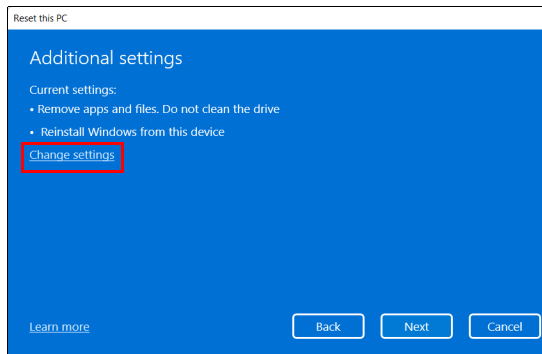 Reset this PC
Additional settings
Current settings:
• Remove apps and files. Do not clean the drive
• Reinstall Windows from this device
Change settings
Learn more
Back
Next
Cancel